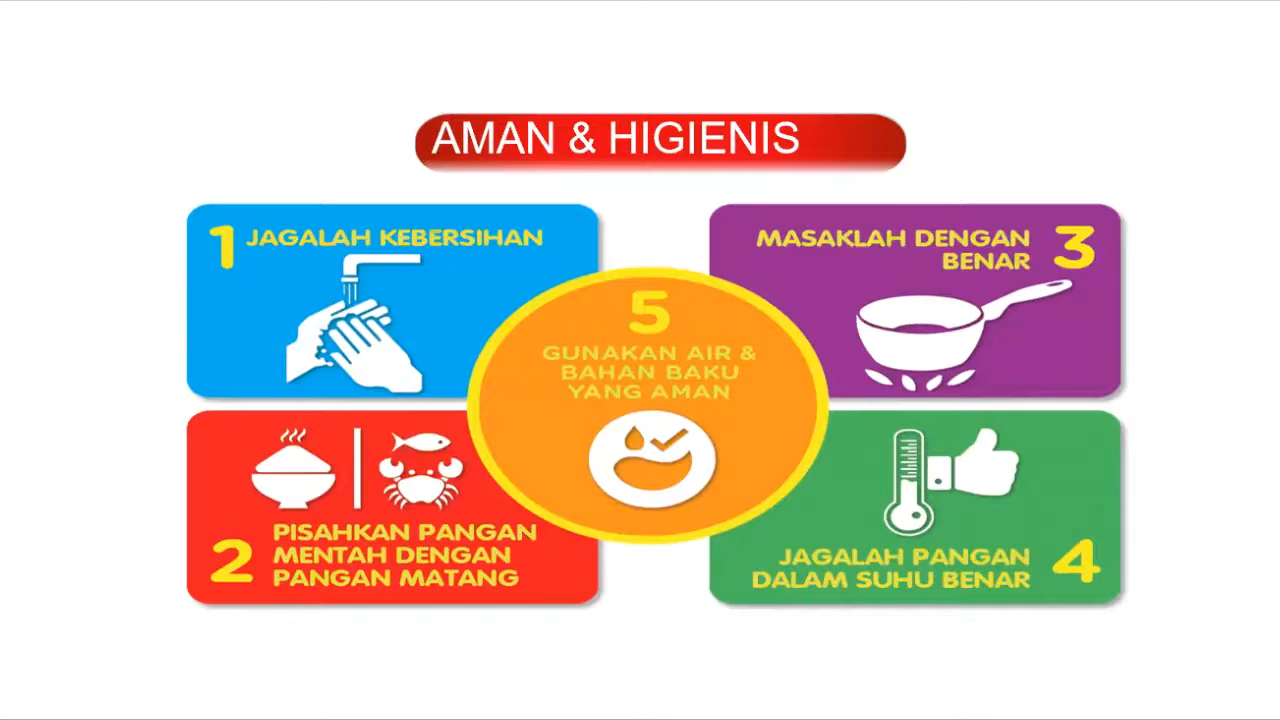 AMAN & HIGIENIS
1 JAGALAH KEBERSIHAN
2 PISAHKAN PANGAN
MENTAH DENGAN
PANGAN MATANG
MASAKLAH DENGAN 3
BENAR
JAGALAH PANGAN 4
DALAM SUHU BENAR
5
GUNAKAN AIR &
BAHAN BAKU
YANG AMAN